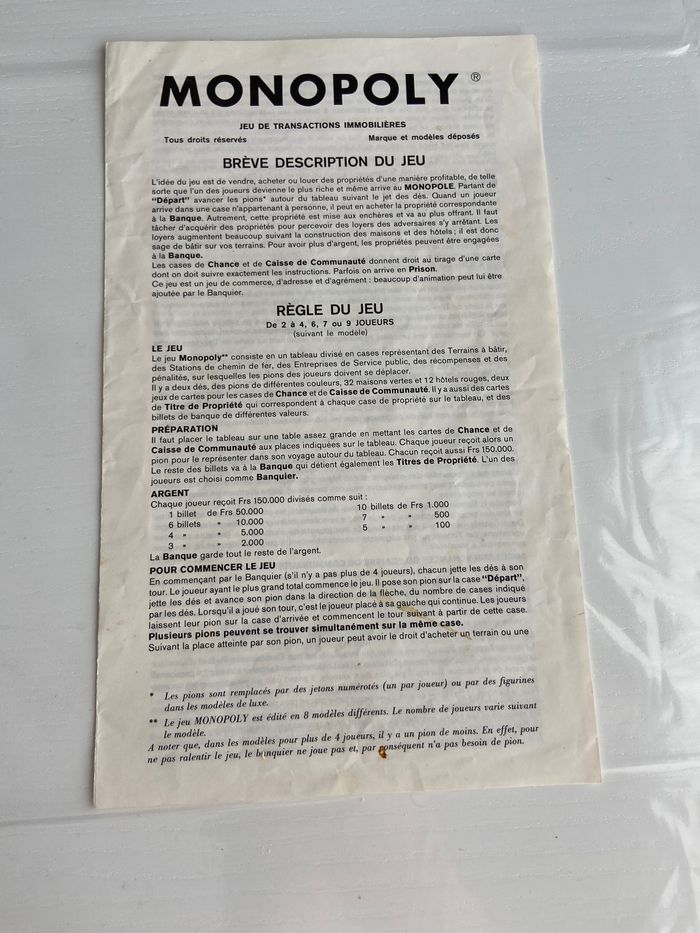 MONOPOLY ®
JEU DE TRANSACTIONS IMMOBILIÈRES
Tous droits réservés Marque et modèles déposés
BRÈVE DESCRIPTION DU JEU
L'idée du jeu est de vendre, acheter ou louer des propriétés d'une manière profitable, de telle
sorte que l'un des joueurs devienne le plus riche et même arrive au MONOPOLE. Partant de
"Départ" avancer les pions* autour du tableau suivant le jet des dés. Quand un joueur
arrive dans une case n'appartenant à personne, il peut en acheter la propriété correspondante
à la Banque. Autrement, cette propriété est mise aux enchères et va au plus offrant. Il faut
tâcher d'acquérir des propriétés pour percevoir des loyers des adversaires s'y arrêtant. Les
loyers augmentent beaucoup suivant la construction des maisons et des hôtels; il est donc
sage de bâtir sur vos terrains. Pour avoir plus d'argent, les propriétés peuvent être engagées
à la Banque.
Les cases de Chance et de Caisse de Communauté donnent droit au tirage d'une carte
dont on doit suivre exactement les instructions. Parfois on arrive en Prison.
Ce jeu est un jeu de commerce, d'adresse et d'agrément : beaucoup d'animation peut lui être
ajoutée par le Banquier.
RÈGLE DU JEU
De 2 à 4, 6, 7 ou 9 JOUEURS
(suivant le modèle)
LE JEU
Le jeu Monopoly** consiste en un tableau divisé en cases représentant des Terrains à bâtir,
des Stations de chemin de fer, des Entreprises de Service public, des récompenses et des
pénalités, sur lesquelles les pions des joueurs doivent se déplacer.
Il y a deux dés, des pions de différentes couleurs, 32 maisons vertes et 12 hôtels rouges, deux
jeux de cartes pour les cases de Chance et de Caisse de Communauté. Il y a aussi des cartes
de Titre de Propriété qui correspondent à chaque case de propriété sur le tableau, et des
billets de banque de différentes valeurs.
PRÉPARATION
Il faut placer le tableau sur une table assez grande en mettant les cartes de Chance et de
Caisse de Communauté aux places indiquées sur le tableau. Chaque joueur reçoit alors un
pion pour le représenter dans son voyage autour du tableau. Chacun reçoit aussi Frs 150.000.
Le reste des billets va à la Banque qui détient également les Titres de Propriété. L'un des
joueurs est choisi comme Banquier.
ARGENT
Chaque joueur reçoit Frs 150.000 divisés comme suit :
1 billet de Frs 50.000 10 billets de Frs 1.000
6 billets " 10.000 7 " " 500
4 " " 5.000 5 " " 100
3 " " 2.000
La Banque garde tout le reste de l'argent.
POUR COMMENCER LE JEU
En commençant par le Banquier (s'il n'y a pas plus de 4 joueurs), chacun jette les dés à son
tour. Le joueur ayant le plus grand total commence le jeu. Il pose son pion sur la case "Départ",
jette les dés et avance son pion dans la direction de la flèche, du nombre de cases indiqué
par les dés. Lorsqu'il a joué son tour, c'est le joueur placé à sa gauche qui continue. Les joueurs
laissent leur pion sur la case d'arrivée et commencent le tour suivant à partir de cette case.
Plusieurs pions peuvent se trouver simultanément sur la même case.
Suivant la place atteinte par son pion, un joueur peut avoir le droit d'acheter un terrain ou une
* Les pions sont remplacés par des jetons numérotés (un par joueur) ou par des figurines
dans les modèles de luxe.
** Le jeu MONOPOLY est édité en 8 modèles différents. Le nombre de joueurs varie suivant
le modèle.
A noter que, dans les modèles pour plus de 4 joueurs, il y a un pion de moins. En effet, pour
ne pas ralentir le jeu, le banquier ne joue pas et, par conséquent n'a pas besoin de pion.